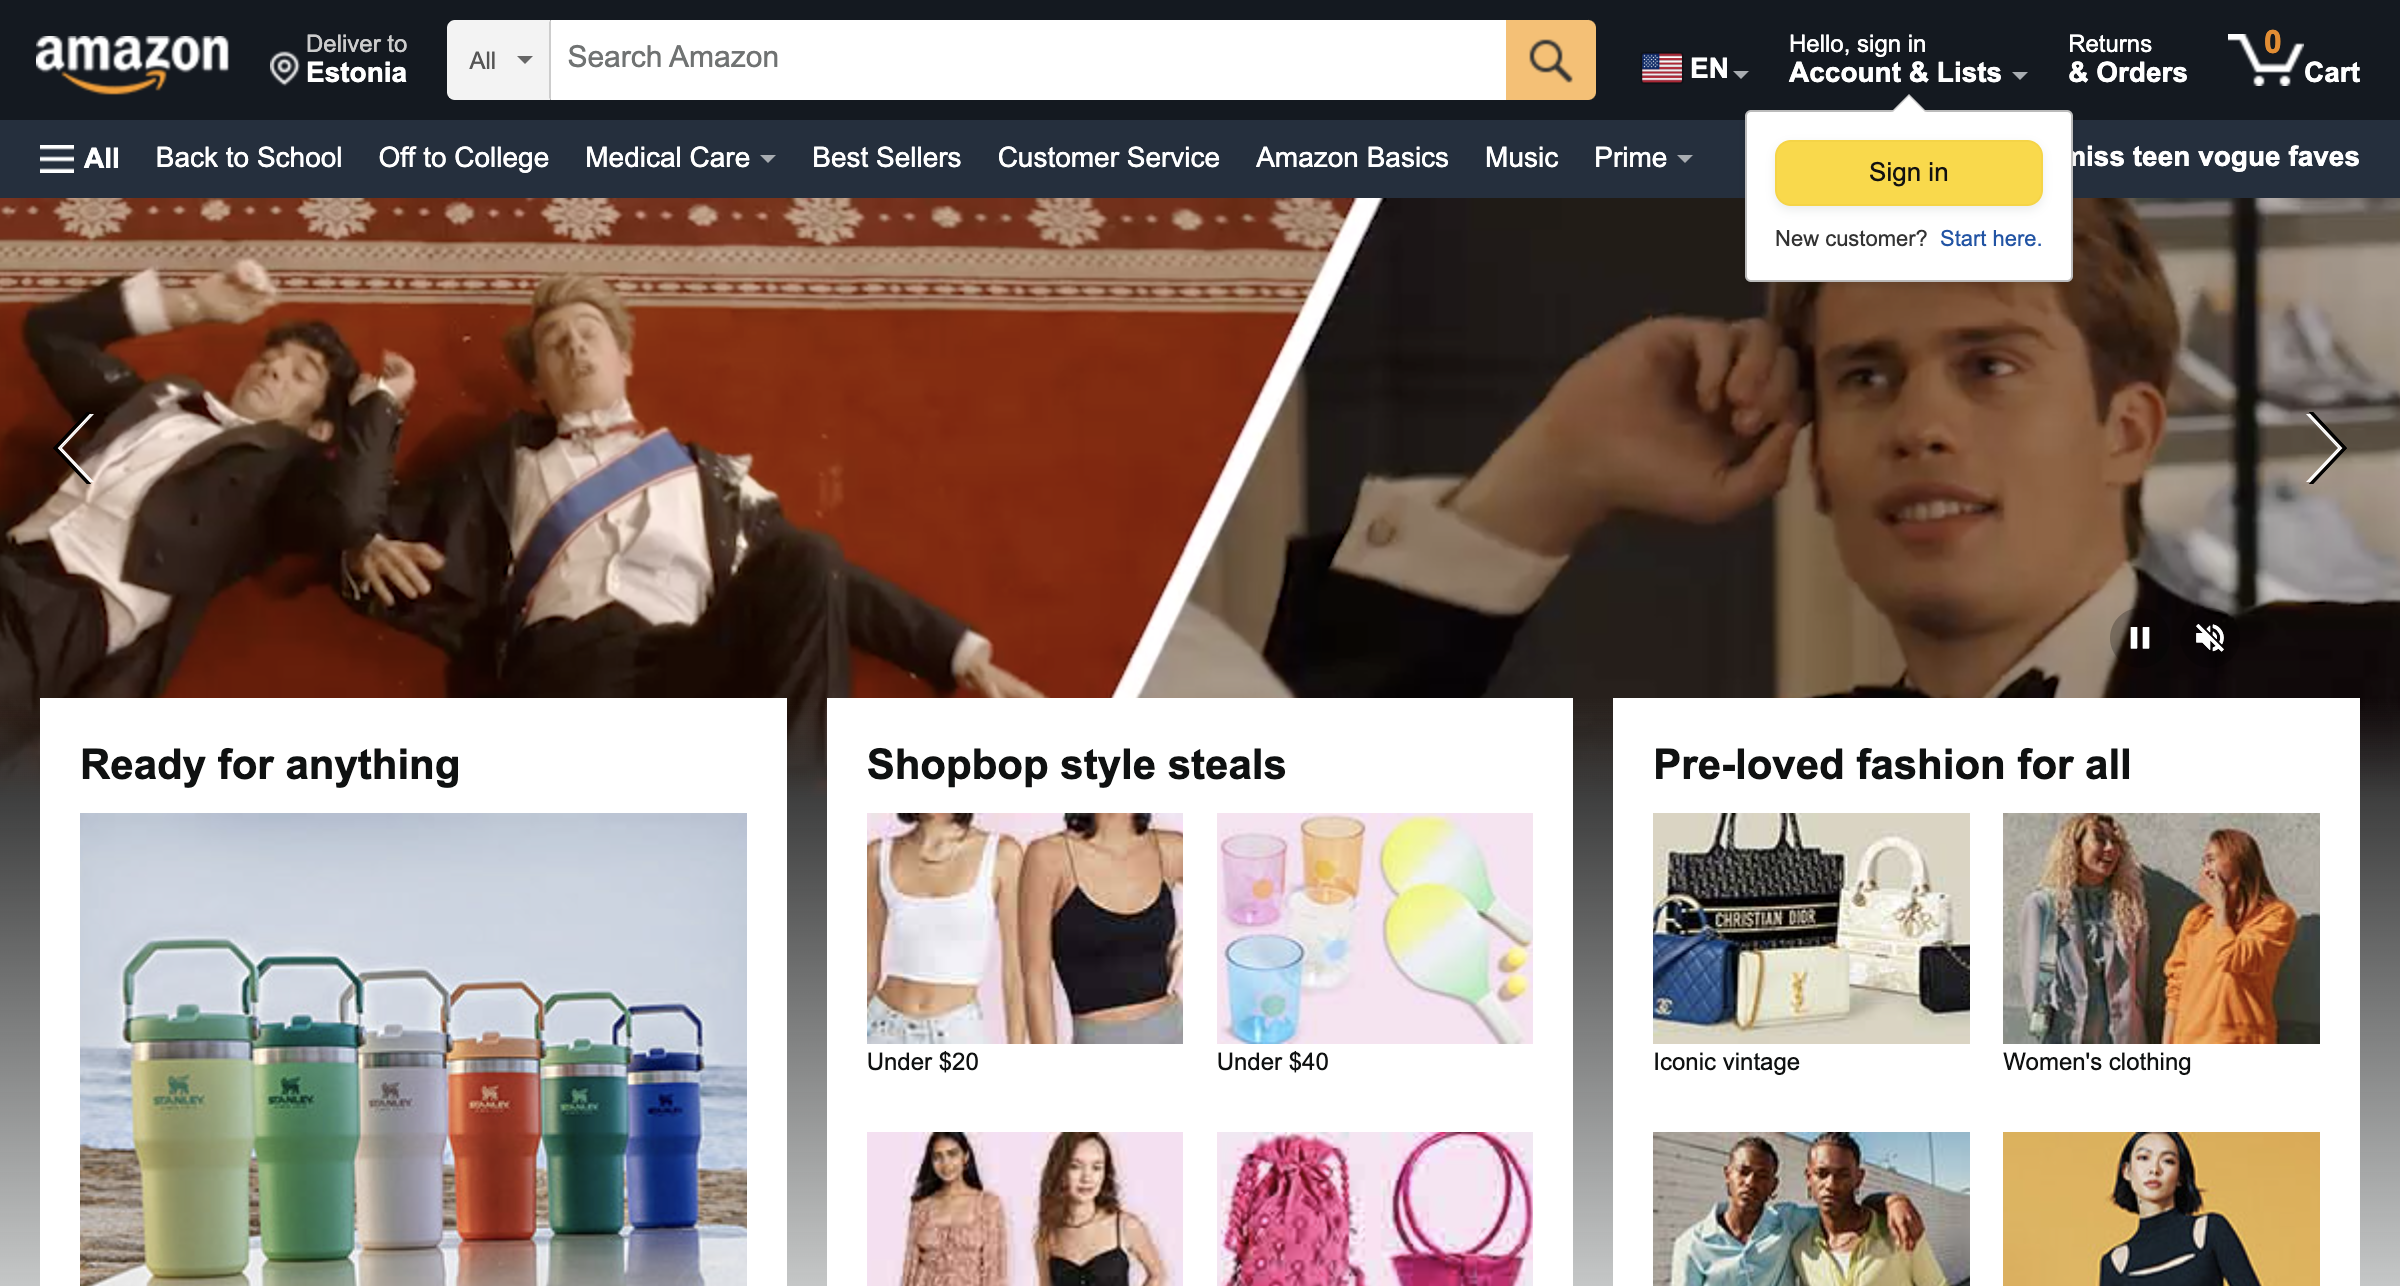 amazon
Deliver to
Estonia
All
Search Amazon
EN
Hello, sign in
Account & Lists
Returns
& Orders
0
Cart
All
Back to School
Off to College
Medical Care
Best Sellers
Customer Service
Amazon Basics
Music
Prime
miss teen vogue faves
Sign in
New customer? Start here.
Ready for anything
STANLEY
STANLEY
STANLEY
STANLEY
STANLEY
STANLEY
Shopbop style steals
Under $20
Under $40
Pre-loved fashion for all
CHRISTIAN DIOR
Iconic vintage
Women's clothing